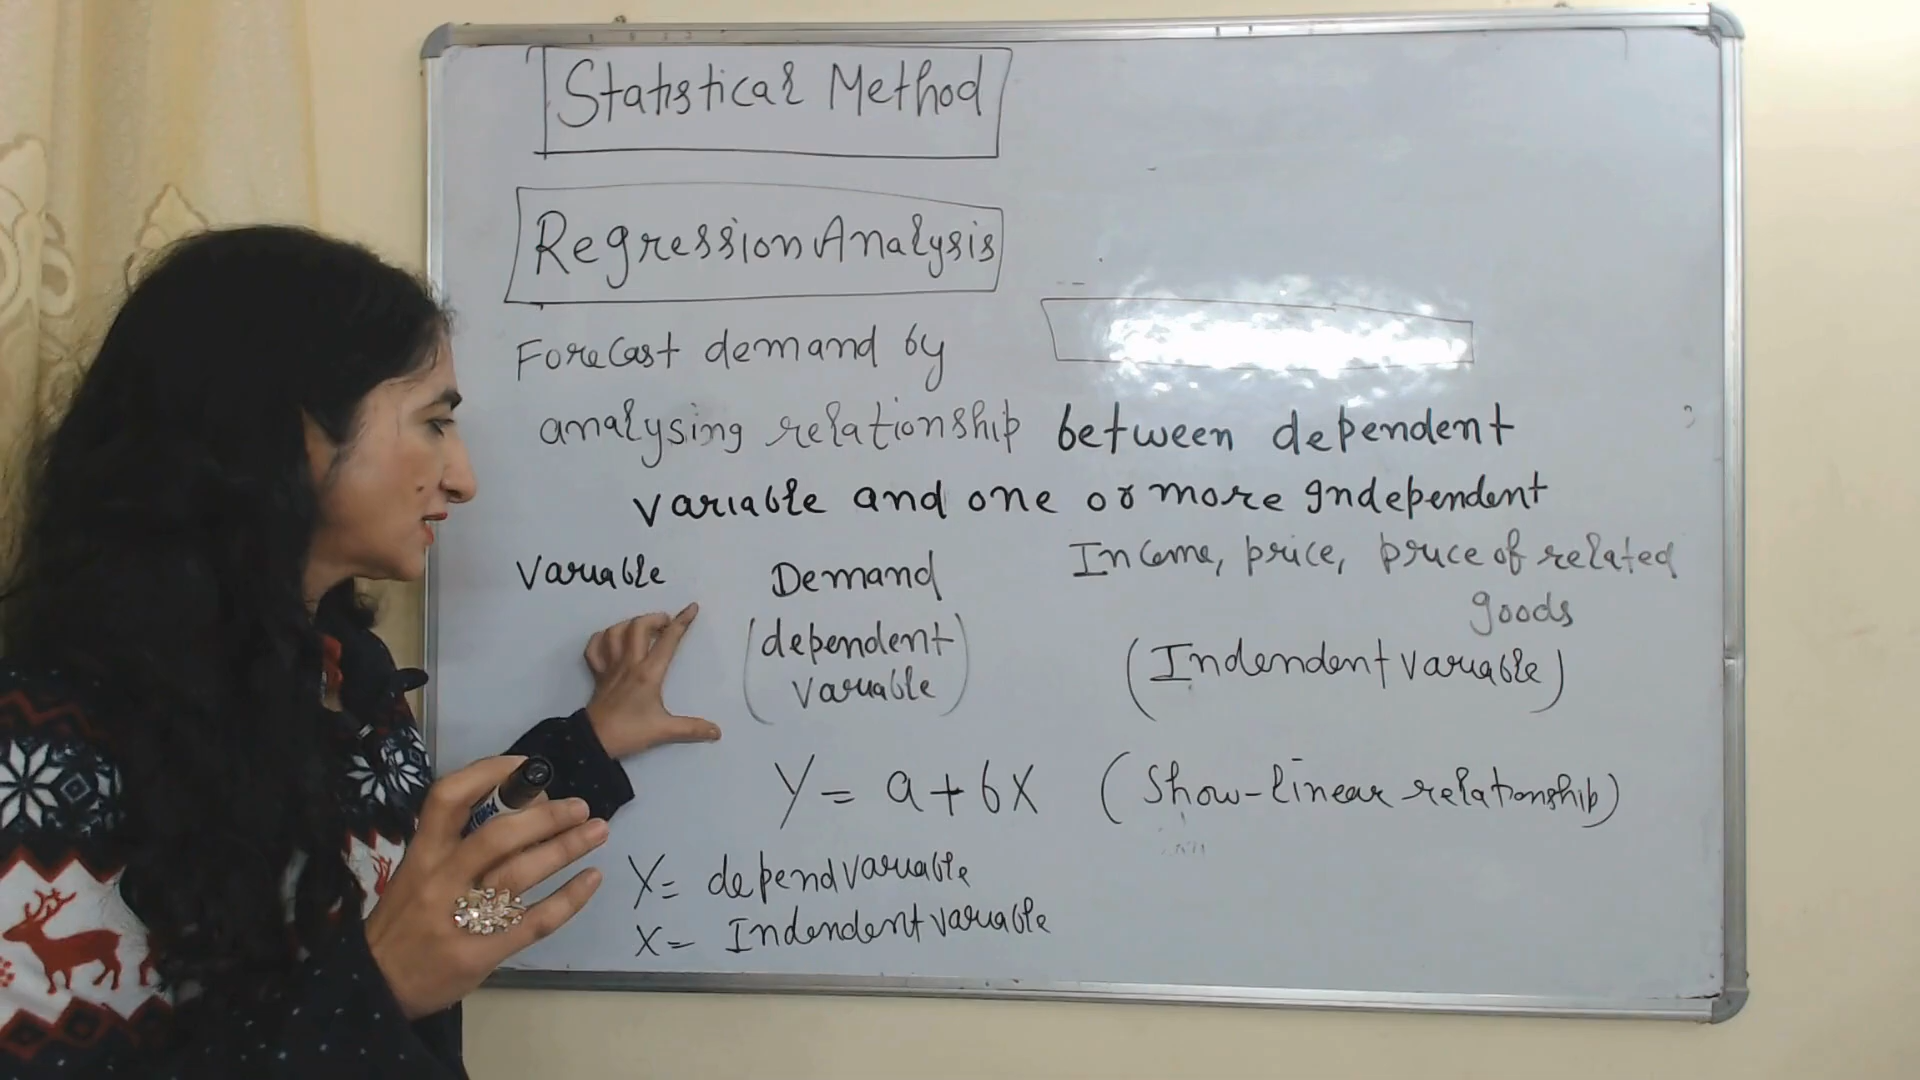 Statistical Method
Regression Analysis
Forecast demand by
analysing relationship between dependent
variable and one or more Independent
Variable Demand Income, price, price of related
goods
(dependent
variable)
(Indendent variable)
Y = a + bX (Show-linear relationship)
Y= depend variable
X= Indendent variable